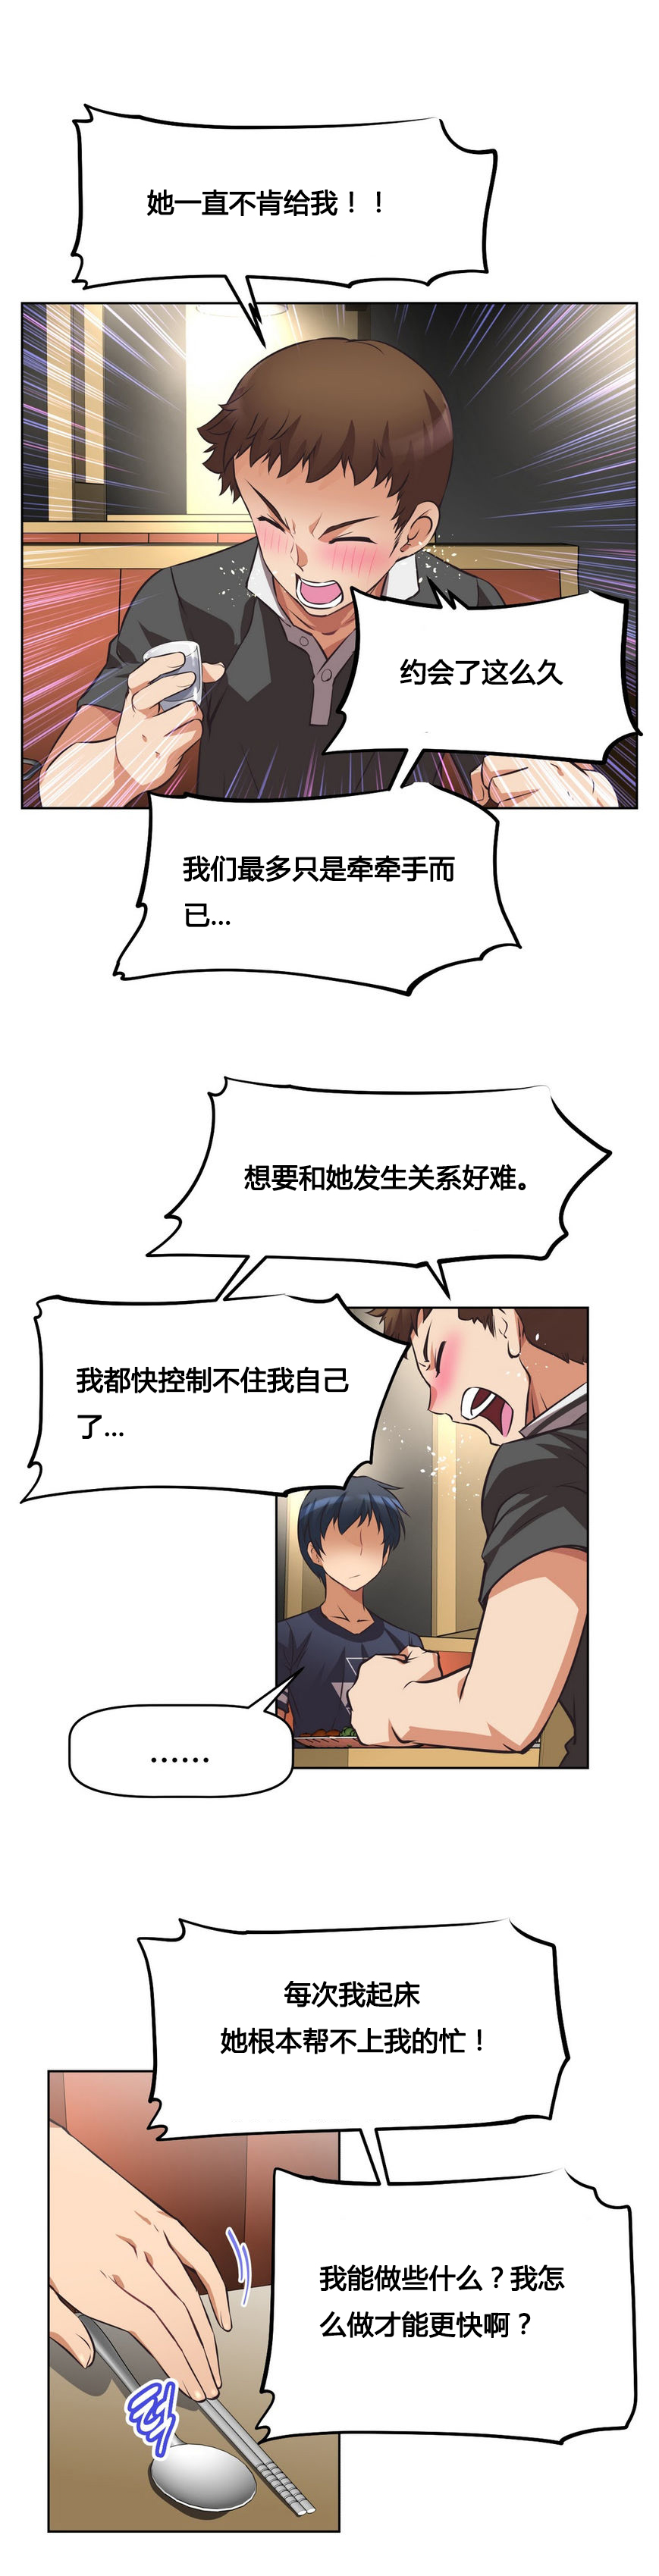 她一直不肯给我！！
约会了这么久
我们最多只是牵牵手而
已...
想要和她发生关系好难。
我都快控制不住我自己
了...
......
每次我起床
她根本帮不上我的忙！
我能做些什么？我怎
么做才能更快啊？